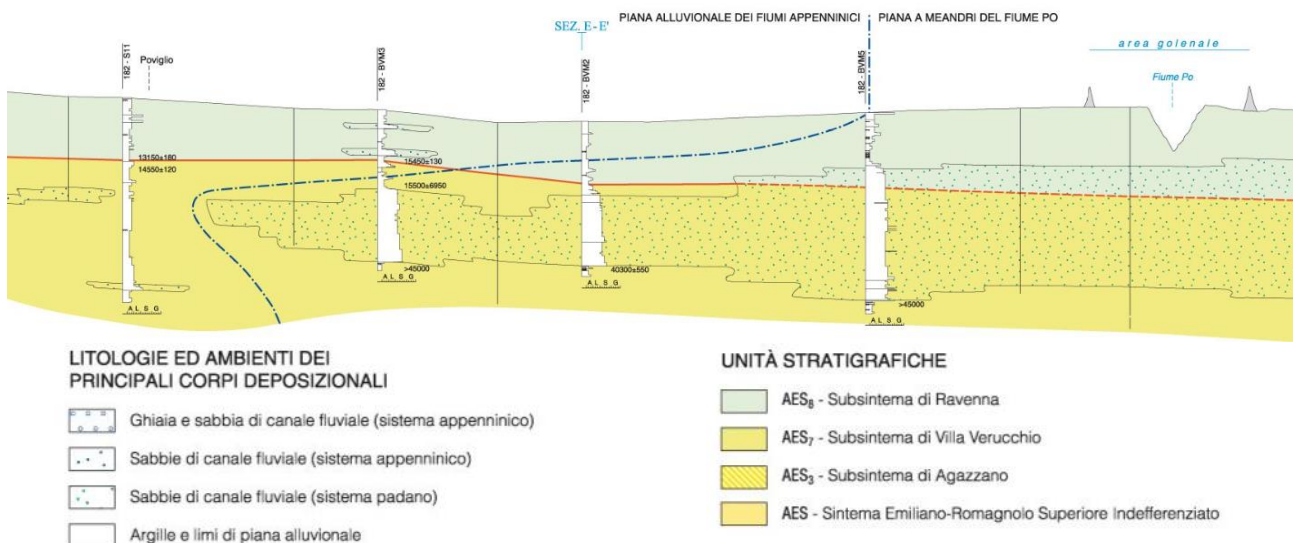 PIANA ALLUVIONALE DEI FIUMI APPENNINICI
PIANA A MEANDRI DEL FIUME PO
SEZ. E - E'
area golenale
Fiume Po
182 - S11
Poviglio
182 - BVM3
182 - BVM2
182 - BVM5
13150±180
14550±120
15450±130
15500±6950
>45000
A L S G
40300±550
A L S G
>45000
A L S G
A L S G
LITOLOGIE ED AMBIENTI DEI
PRINCIPALI CORPI DEPOSIZIONALI
Ghiaia e sabbia di canale fluviale (sistema appenninico)
Sabbie di canale fluviale (sistema appenninico)
Sabbie di canale fluviale (sistema padano)
Argille e limi di piana alluvionale
UNITÀ STRATIGRAFICHE
AES₈ - Subsintema di Ravenna
AES₇ - Subsintema di Villa Verucchio
AES₃ - Subsintema di Agazzano
AES - Sintema Emiliano-Romagnolo Superiore Indefferenziato